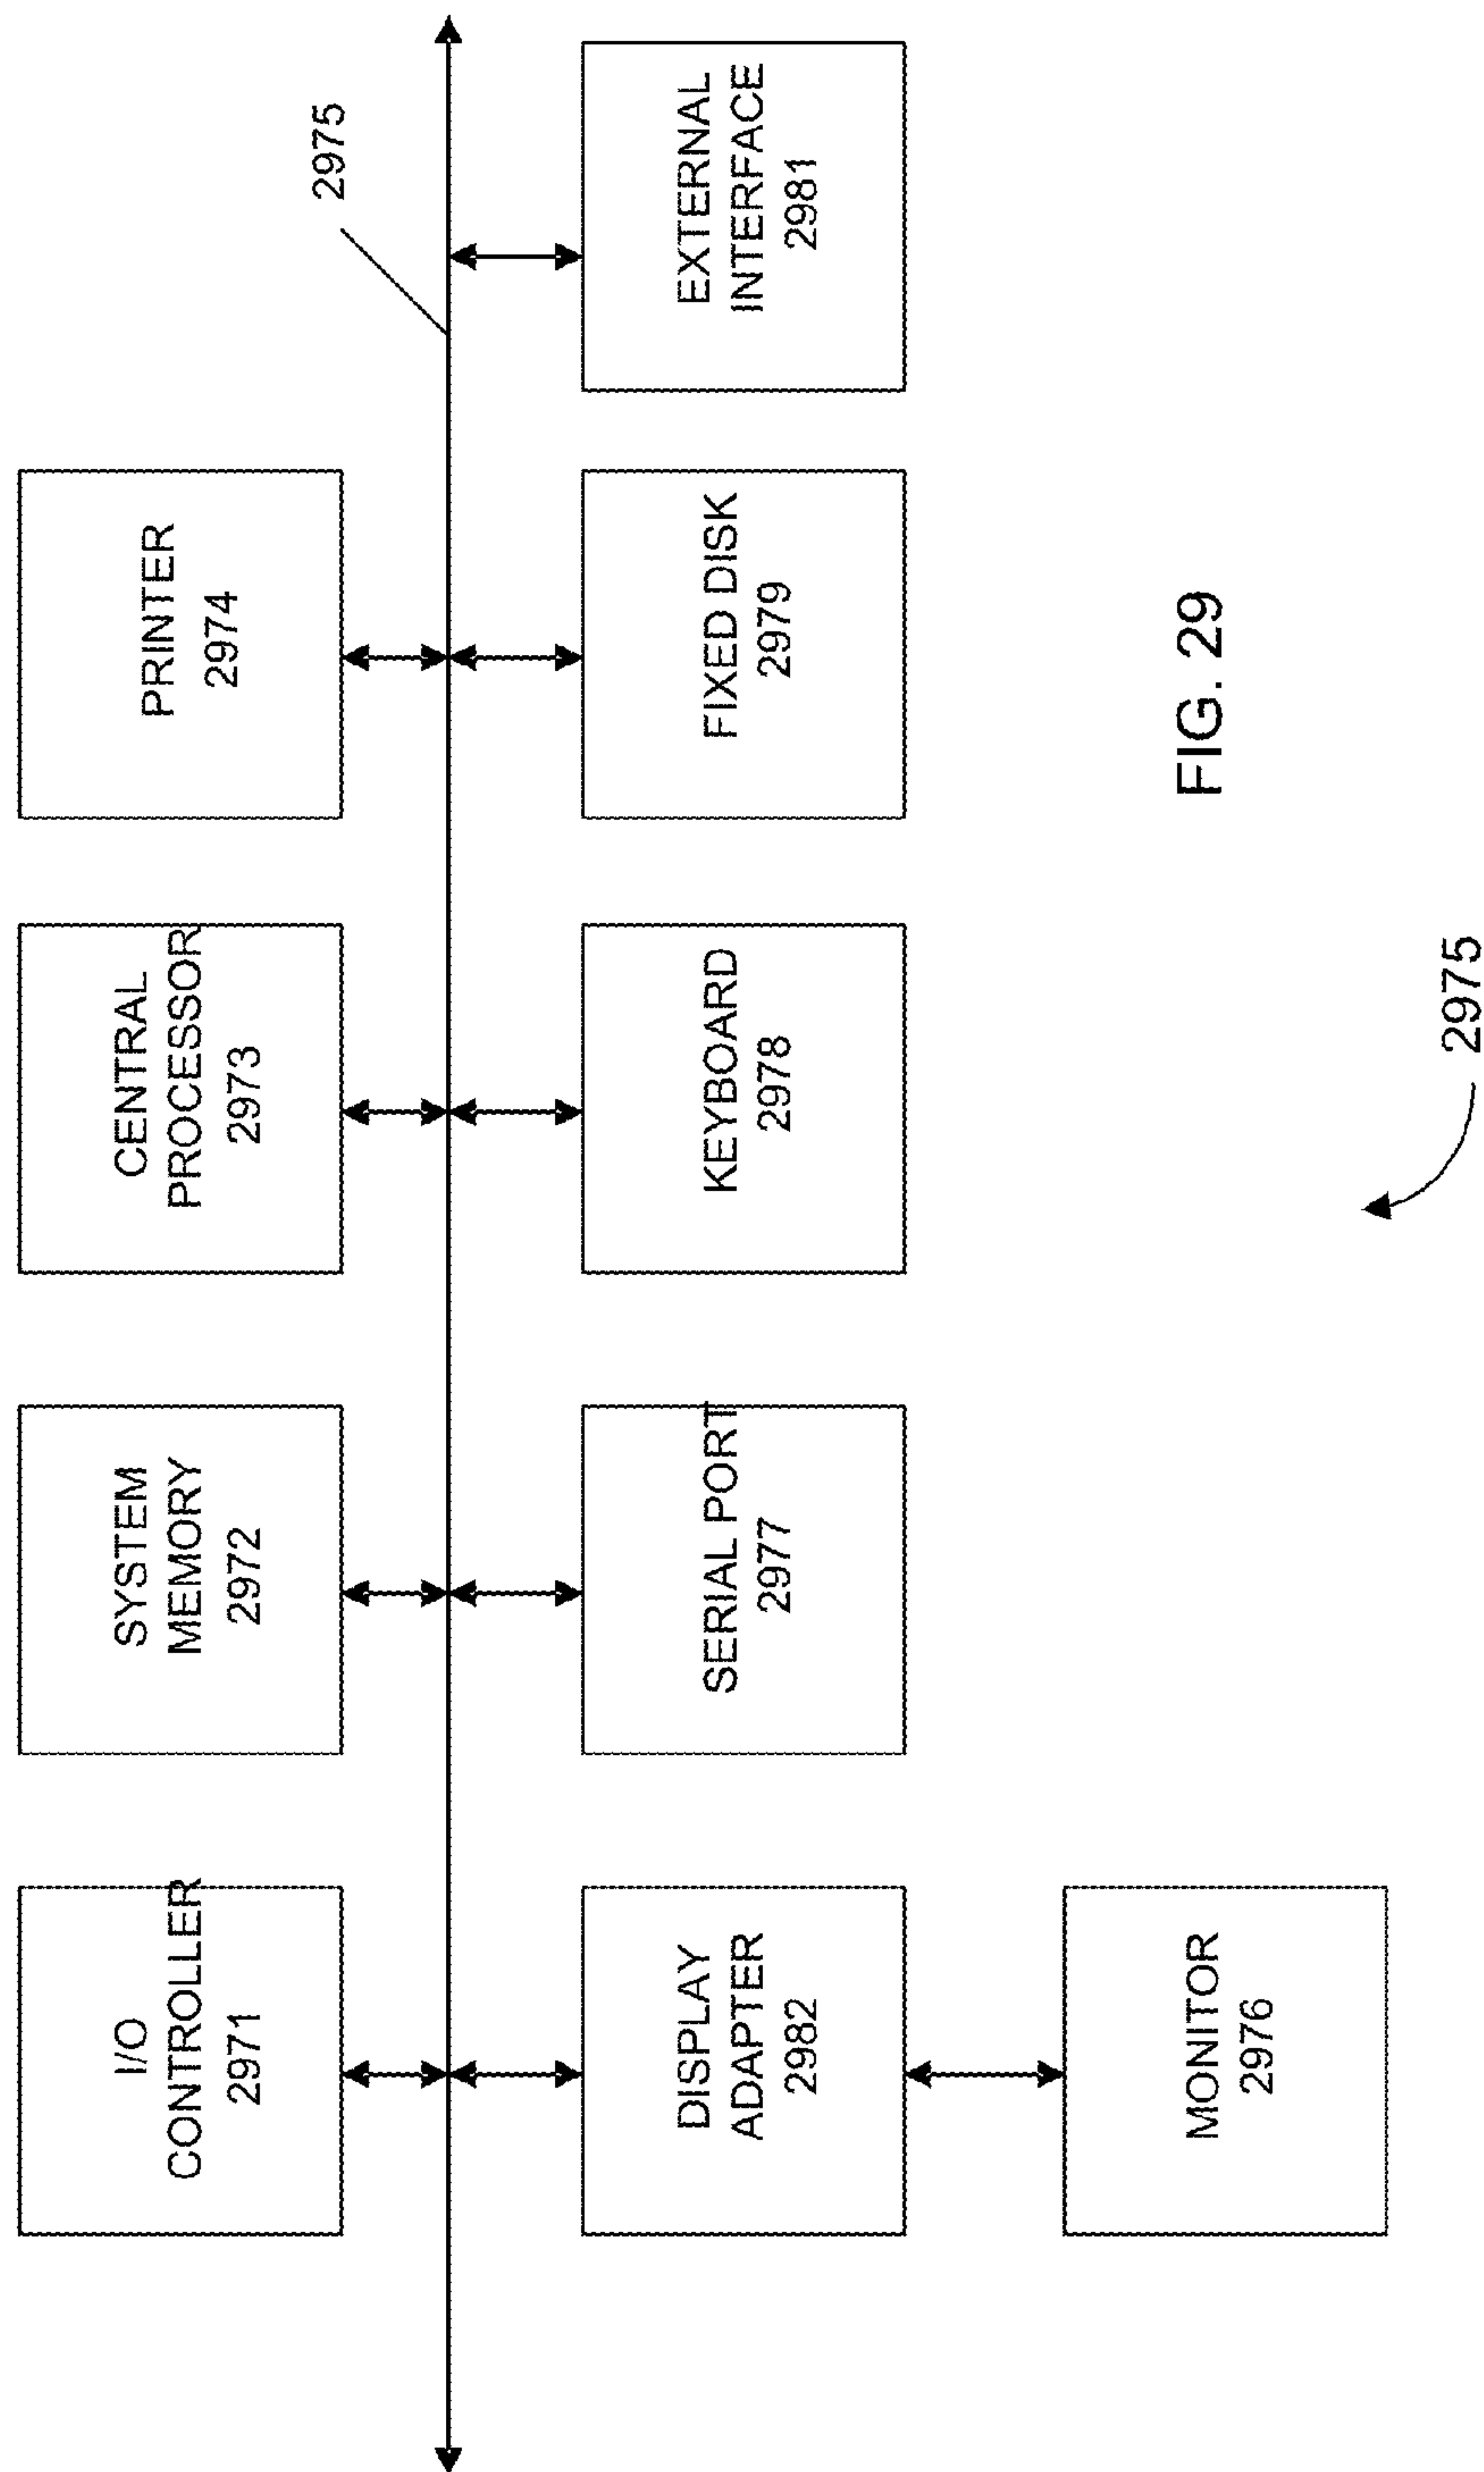 I/O
CONTROLLER
2971
SYSTEM
MEMORY
2972
CENTRAL
PROCESSOR
2973
PRINTER
2974
2975
DISPLAY
ADAPTER
2982
SERIAL PORT
2977
KEYBOARD
2978
FIXED DISK
2979
EXTERNAL
INTERFACE
2981
MONITOR
2976
FIG. 29
2975